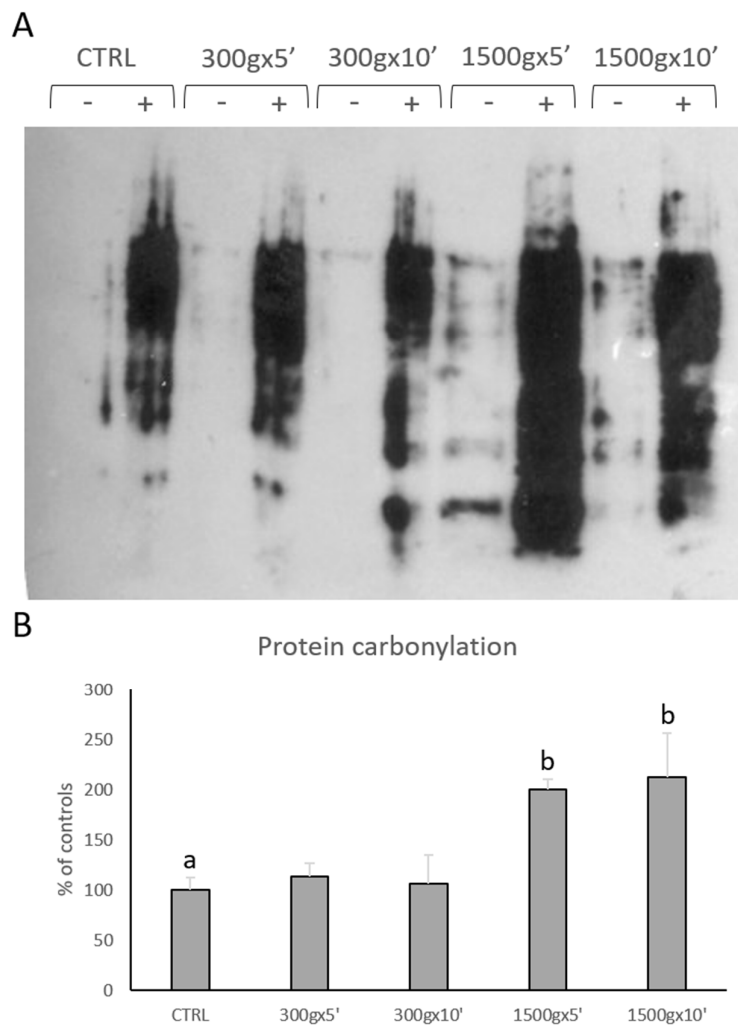 A
CTRL 300gx5’ 300gx10’ 1500gx5’ 1500gx10’
- + - + - + - + - +
B
Protein carbonylation
% of controls
300
250
200
150
100
50
0
a
b
b
CTRL 300gx5' 300gx10' 1500gx5' 1500gx10'